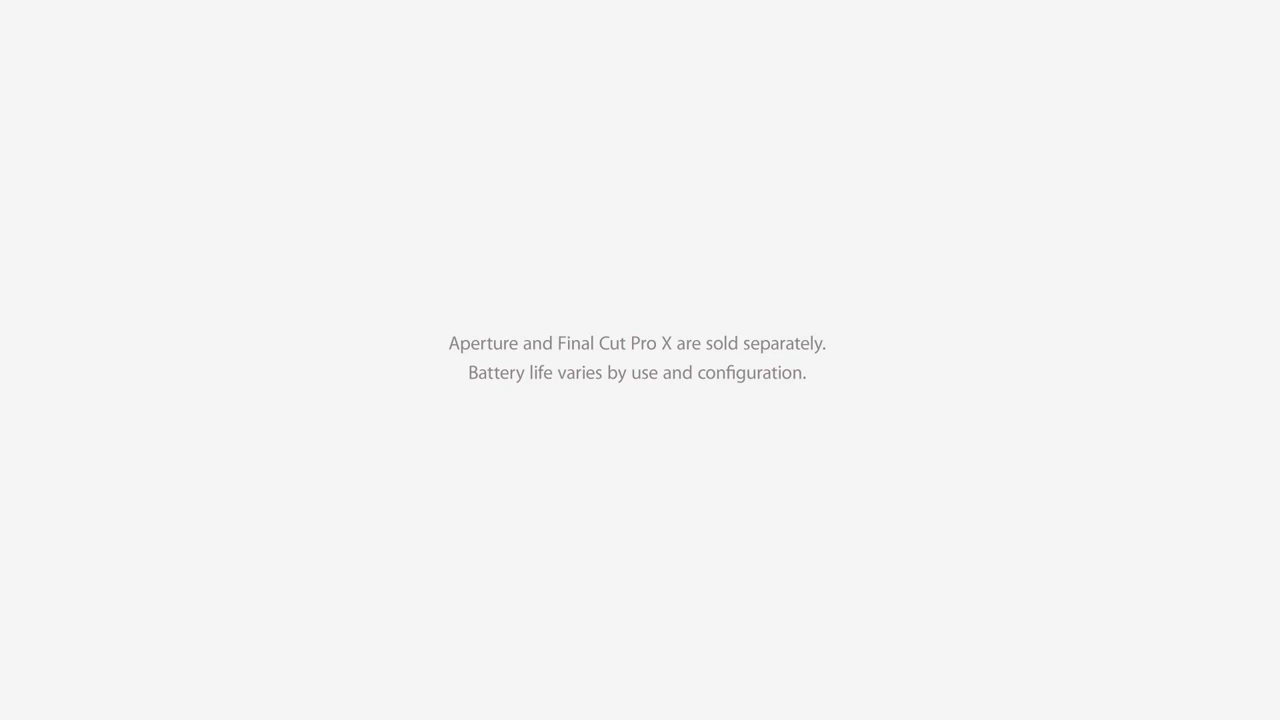 Aperture and Final Cut Pro X are sold separately.
Battery life varies by use and configuration.